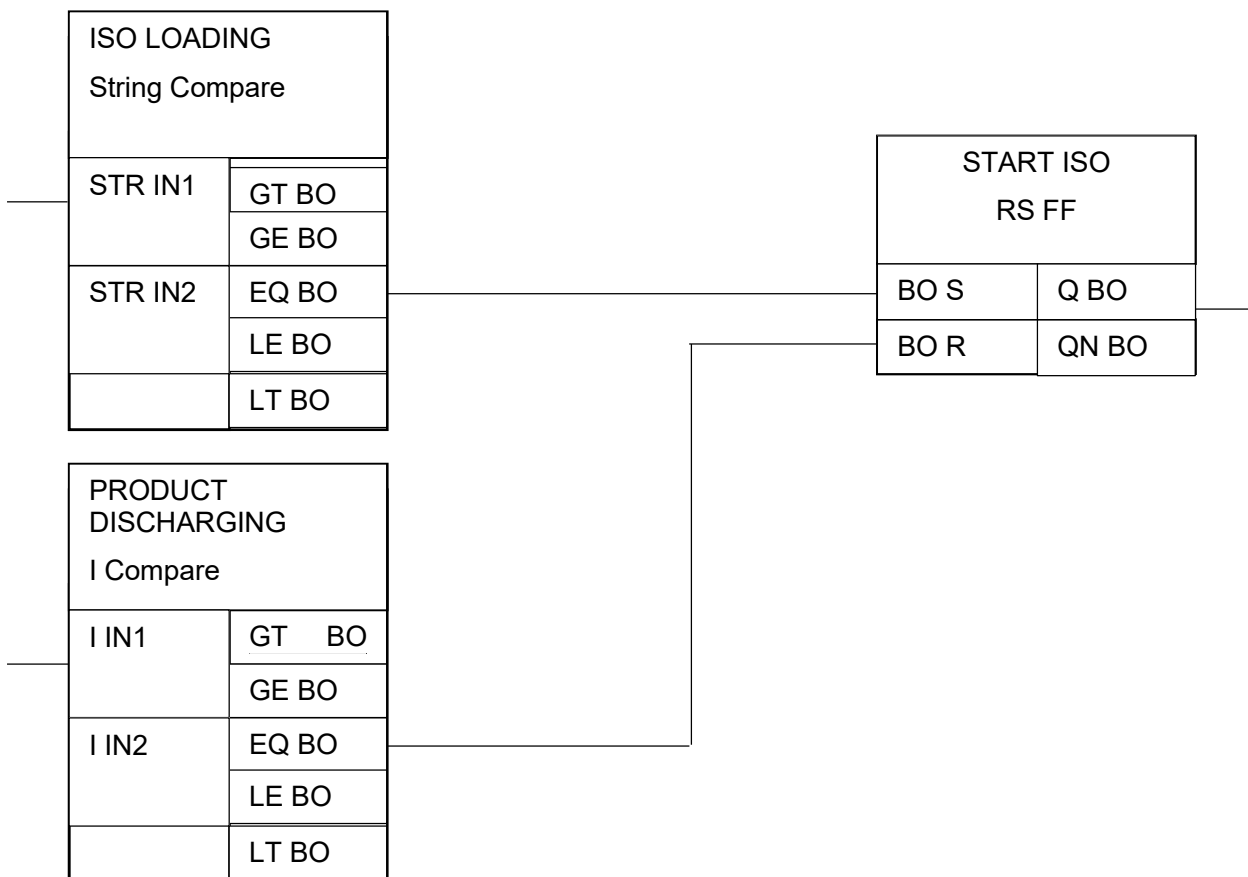 ISO LOADING
String Compare
STR IN1
GT BO
GE BO
STR IN2
EQ BO
LE BO
LT BO
START ISO
RS FF
BO S
Q BO
BO R
QN BO
PRODUCT
DISCHARGING
I Compare
I IN1
GT BO
GE BO
I IN2
EQ BO
LE BO
LT BO